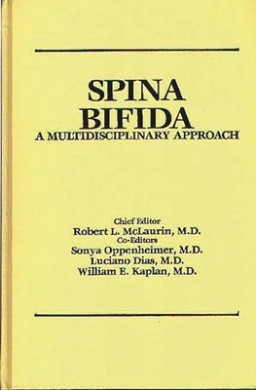 SPINA
BIFIDA
A MULTIDISCIPLINARY APPROACH
Chief Editor
Robert L. McLaurin, M.D.
Co-Editors
Sonya Oppenheimer, M.D.
Luciano Dias, M.D.
William E. Kaplan, M.D.